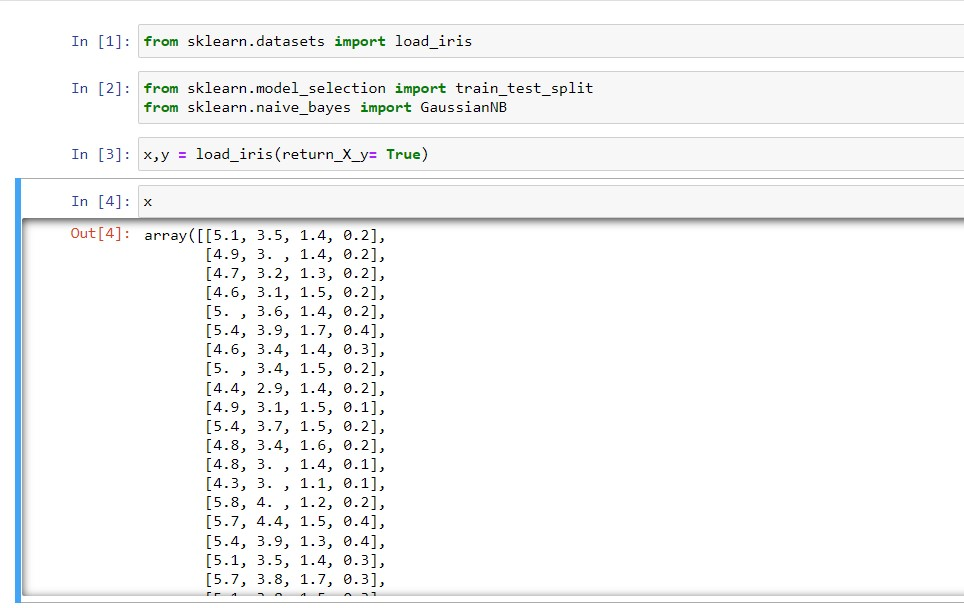 In [1]: from sklearn.datasets import load_iris
In [2]: from sklearn.model_selection import train_test_split
from sklearn.naive_bayes import GaussianNB
In [3]: x,y = load_iris(return_X_y= True)
In [4]: x
Out[4]: array([[5.1, 3.5, 1.4, 0.2],
[4.9, 3. , 1.4, 0.2],
[4.7, 3.2, 1.3, 0.2],
[4.6, 3.1, 1.5, 0.2],
[5. , 3.6, 1.4, 0.2],
[5.4, 3.9, 1.7, 0.4],
[4.6, 3.4, 1.4, 0.3],
[5. , 3.4, 1.5, 0.2],
[4.4, 2.9, 1.4, 0.2],
[4.9, 3.1, 1.5, 0.1],
[5.4, 3.7, 1.5, 0.2],
[4.8, 3.4, 1.6, 0.2],
[4.8, 3. , 1.4, 0.1],
[4.3, 3. , 1.1, 0.1],
[5.8, 4. , 1.2, 0.2],
[5.7, 4.4, 1.5, 0.4],
[5.4, 3.9, 1.3, 0.4],
[5.1, 3.5, 1.4, 0.3],
[5.7, 3.8, 1.7, 0.3],